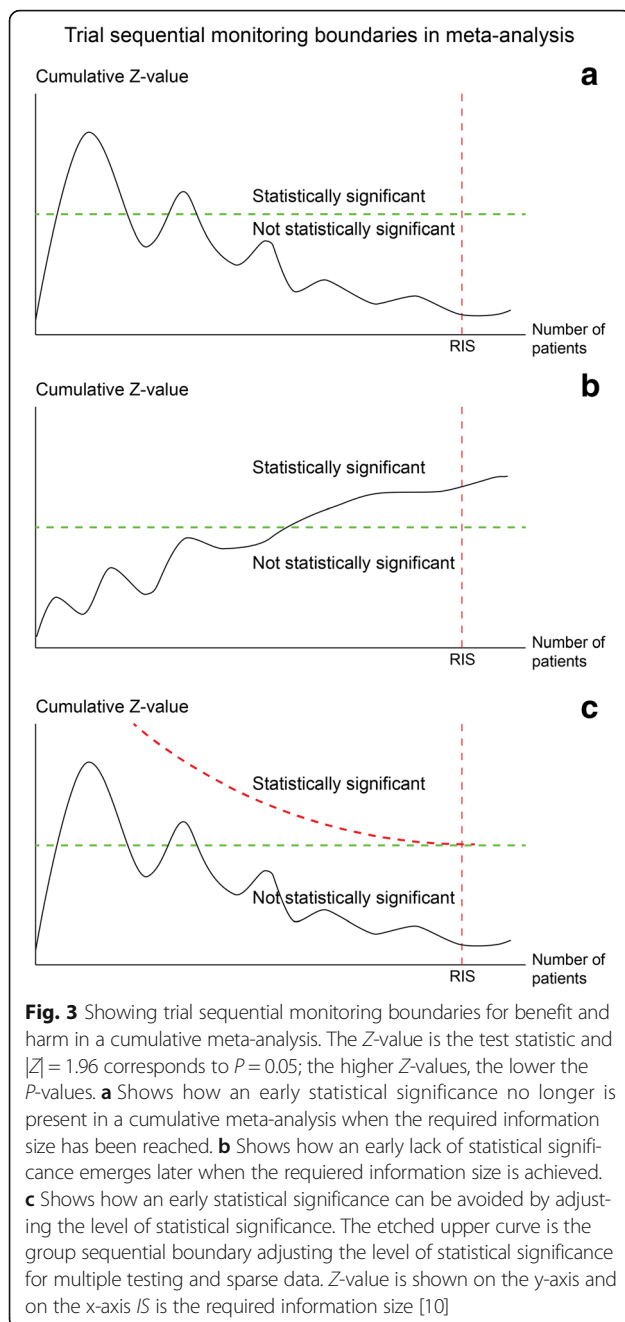 Trial sequential monitoring boundaries in meta-analysis
Cumulative Z-value
a
Statistically significant
Not statistically significant
Number of
patients
RIS
Cumulative Z-value
b
Statistically significant
Not statistically significant
Number of
patients
RIS
Cumulative Z-value
c
Statistically significant
Not statistically significant
Number of
patients
RIS
Fig. 3 Showing trial sequential monitoring boundaries for benefit and
harm in a cumulative meta-analysis. The Z-value is the test statistic and
|Z| = 1.96 corresponds to P = 0.05; the higher Z-values, the lower the
P-values. a Shows how an early statistical significance no longer is
present in a cumulative meta-analysis when the required information
size has been reached. b Shows how an early lack of statistical signifi-
cance emerges later when the requiered information size is achieved.
c Shows how an early statistical significance can be avoided by adjust-
ing the level of statistical significance. The etched upper curve is the
group sequential boundary adjusting the level of statistical significance
for multiple testing and sparse data. Z-value is shown on the y-axis and
on the x-axis IS is the required information size [10]